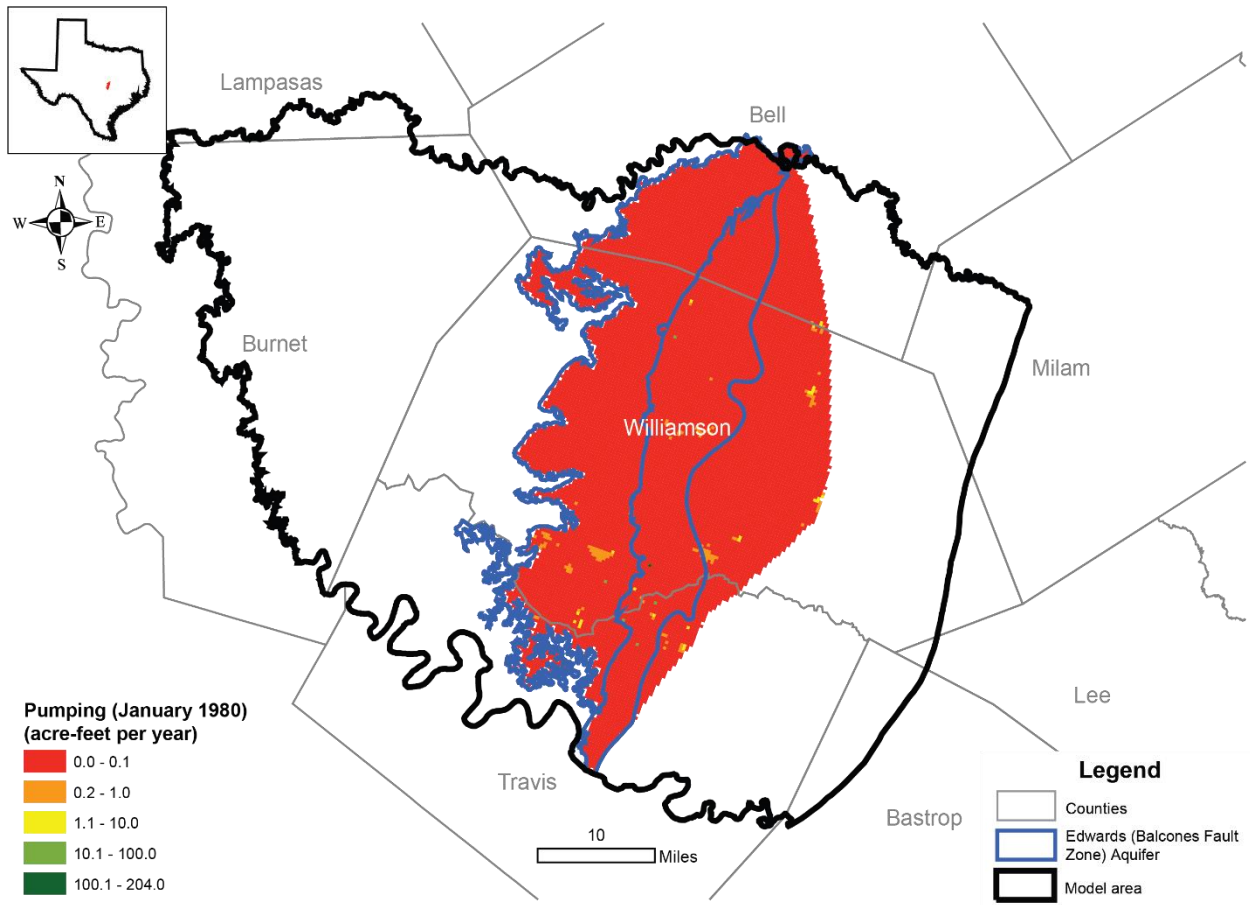 Lampasas
Bell
N
W
E
S
Burnet
Milam
Williamson
Lee
Travis
Bastrop
Pumping (January 1980)
(acre-feet per year)
0.0 - 0.1
0.2 - 1.0
1.1 - 10.0
10.1 - 100.0
100.1 - 204.0
10
Miles
Legend
Counties
Edwards (Balcones Fault
Zone) Aquifer
Model area